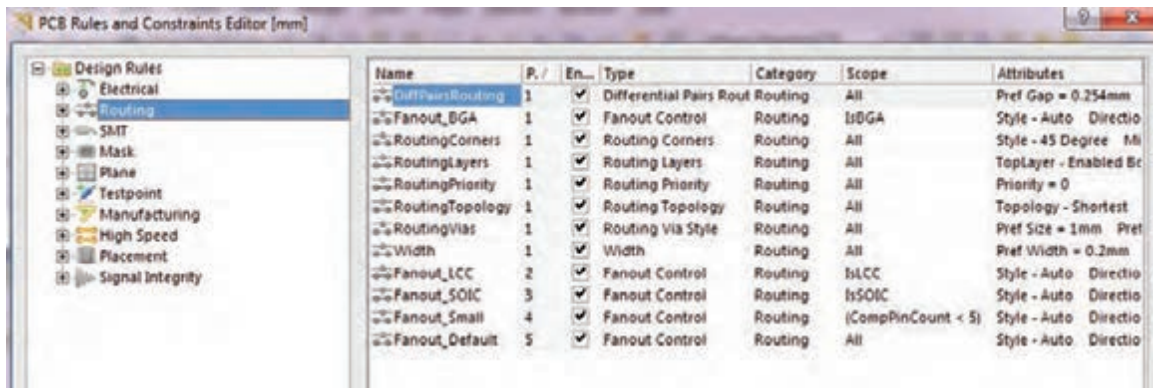 PCB Rules and Constraints Editor [mm]
Design Rules
Electrical
Routing
SMT
Mask
Plane
Testpoint
Manufacturing
High Speed
Placement
Signal Integrity
Name P. / En... Type Category Scope Attributes
DiffPairsRouting 1 Differential Pairs Rout Routing All Pref Gap = 0.254mm
Fanout_BGA 1 Fanout Control Routing IsBGA Style - Auto Directio
RoutingCorners 1 Routing Corners Routing All Style - 45 Degree Mi
RoutingLayers 1 Routing Layers Routing All TopLayer - Enabled Bo
RoutingPriority 1 Routing Priority Routing All Priority = 0
RoutingTopology 1 Routing Topology Routing All Topology - Shortest
RoutingVias 1 Routing Via Style Routing All Pref Size = 1mm Pref
Width 1 Width Routing All Pref Width = 0.2mm
Fanout_LCC 2 Fanout Control Routing IsLCC Style - Auto Directio
Fanout_SOIC 3 Fanout Control Routing IsSOIC Style - Auto Directio
Fanout_Small 4 Fanout Control Routing (CompPinCount < 5) Style - Auto Directio
Fanout_Default 5 Fanout Control Routing All Style - Auto Directio